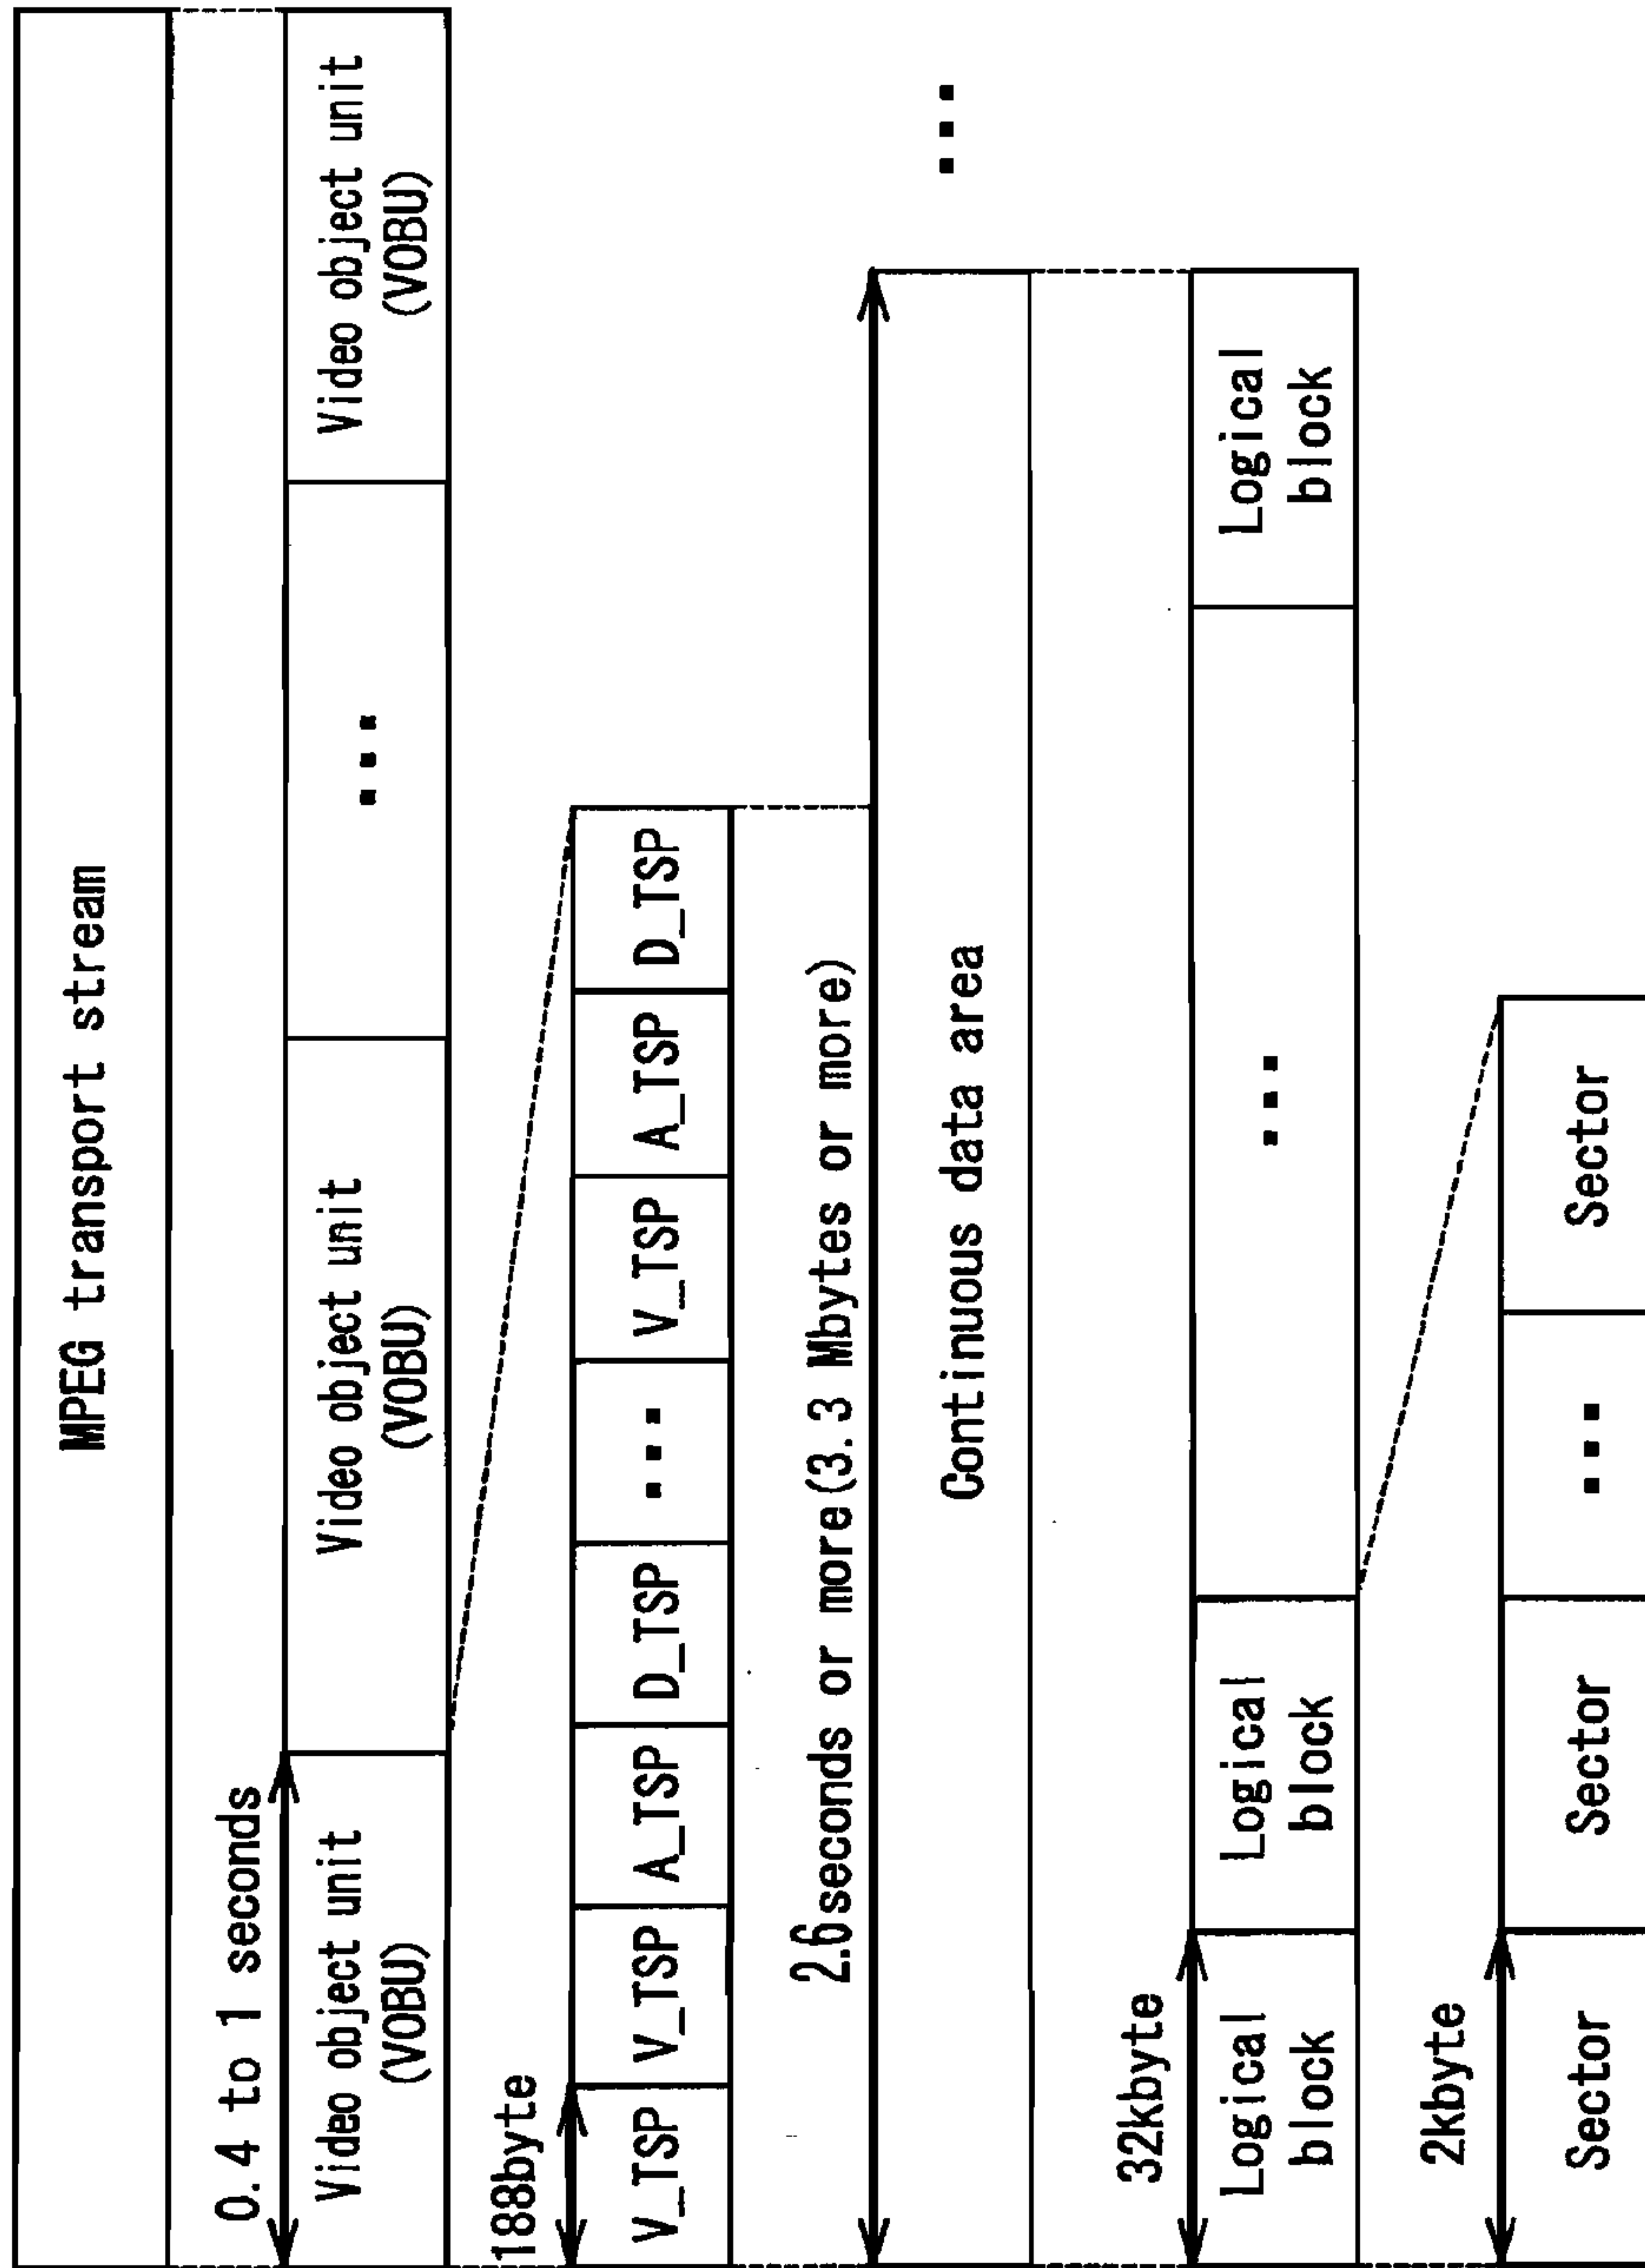 MPEG transport stream
0.4 to 1 seconds
Video object unit
(VOBU)
Video object unit
(VOBU)
...
Video object unit
(VOBU)
188byte
V_TSP
V_TSP
A_TSP
D_TSP
...
V_TSP
A_TSP
D_TSP
2.6seconds or more(3.3 Mbytes or more)
Continuous data area
...
32kbyte
Logical
block
Logical
block
...
Logical
block
2kbyte
Sector
Sector
...
Sector